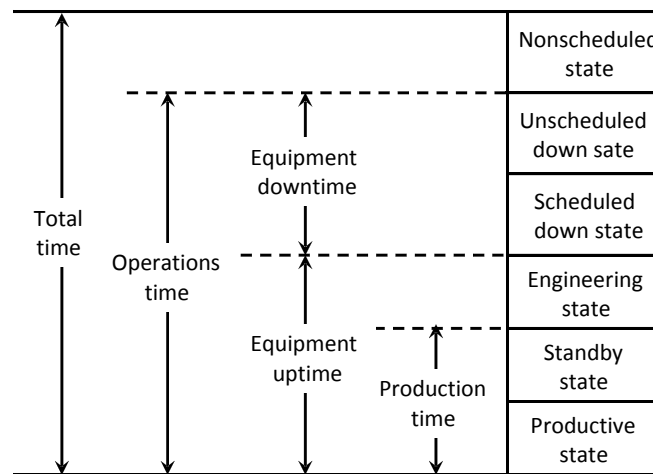 Nonscheduled
state
Unscheduled
down sate
Equipment
downtime
Scheduled
down state
Total
time
Operations
time
Engineering
state
Equipment
uptime
Standby
state
Production
time
Productive
state